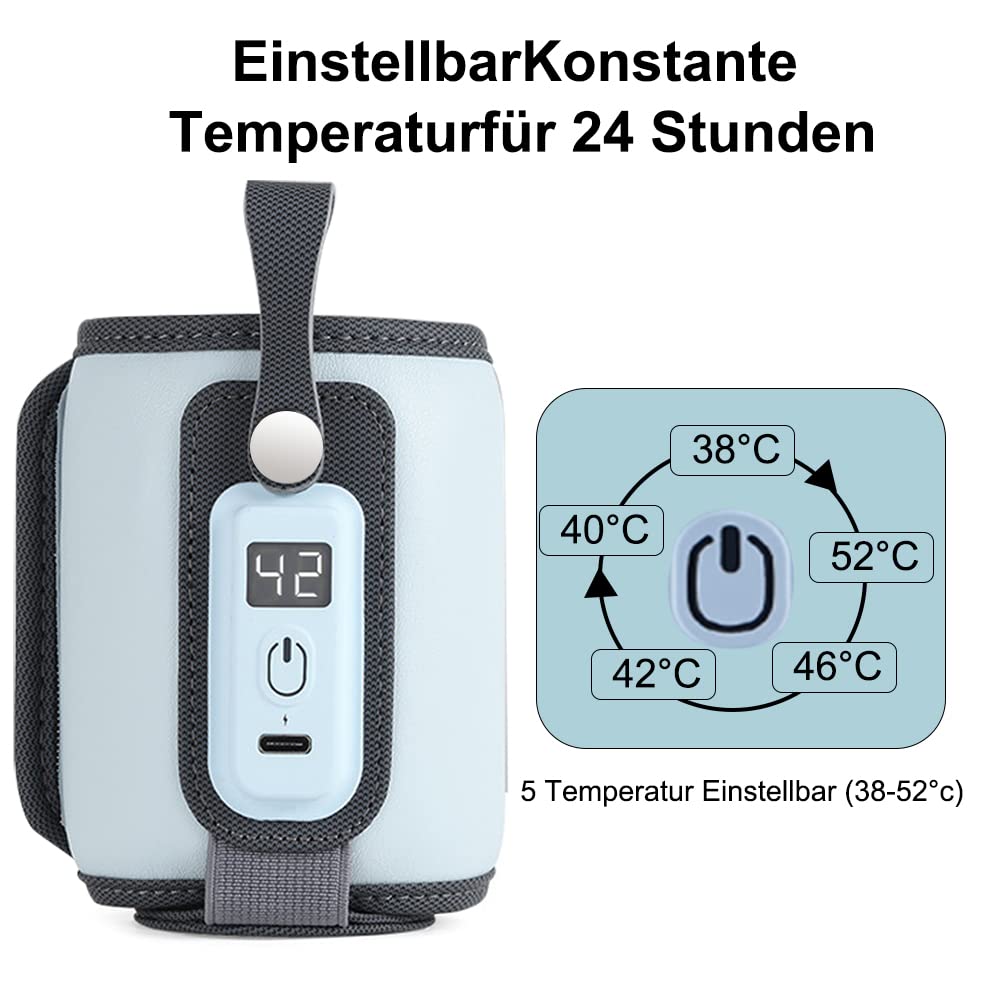 EinstellbarKonstante
Temperaturfür 24 Stunden
42
38°C
40°C
52°C
42°C
46°C
5 Temperatur Einstellbar (38-52°c)